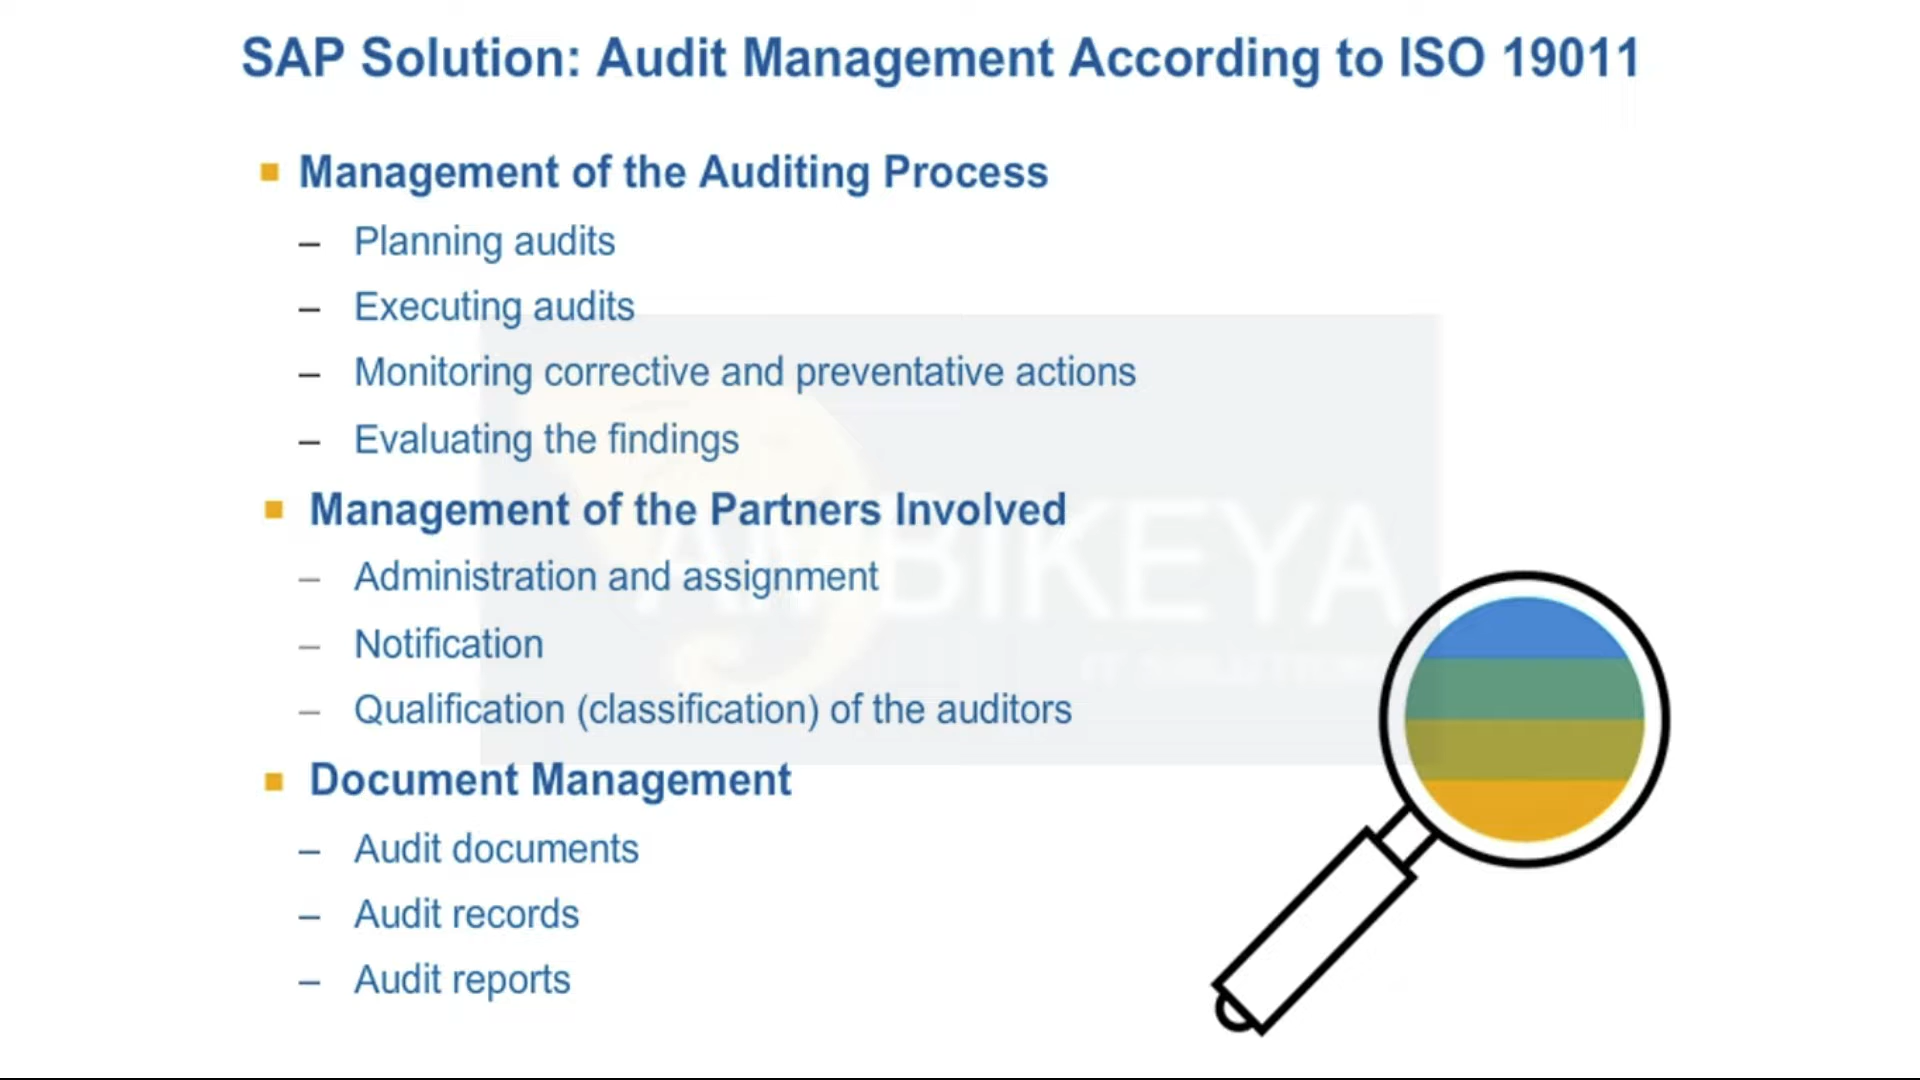 SAP Solution: Audit Management According to ISO 19011
Management of the Auditing Process
– Planning audits
– Executing audits
– Monitoring corrective and preventative actions
– Evaluating the findings
Management of the Partners Involved
– Administration and assignment
– Notification
– Qualification (classification) of the auditors
Document Management
– Audit documents
– Audit records
– Audit reports
AMBIKEYA